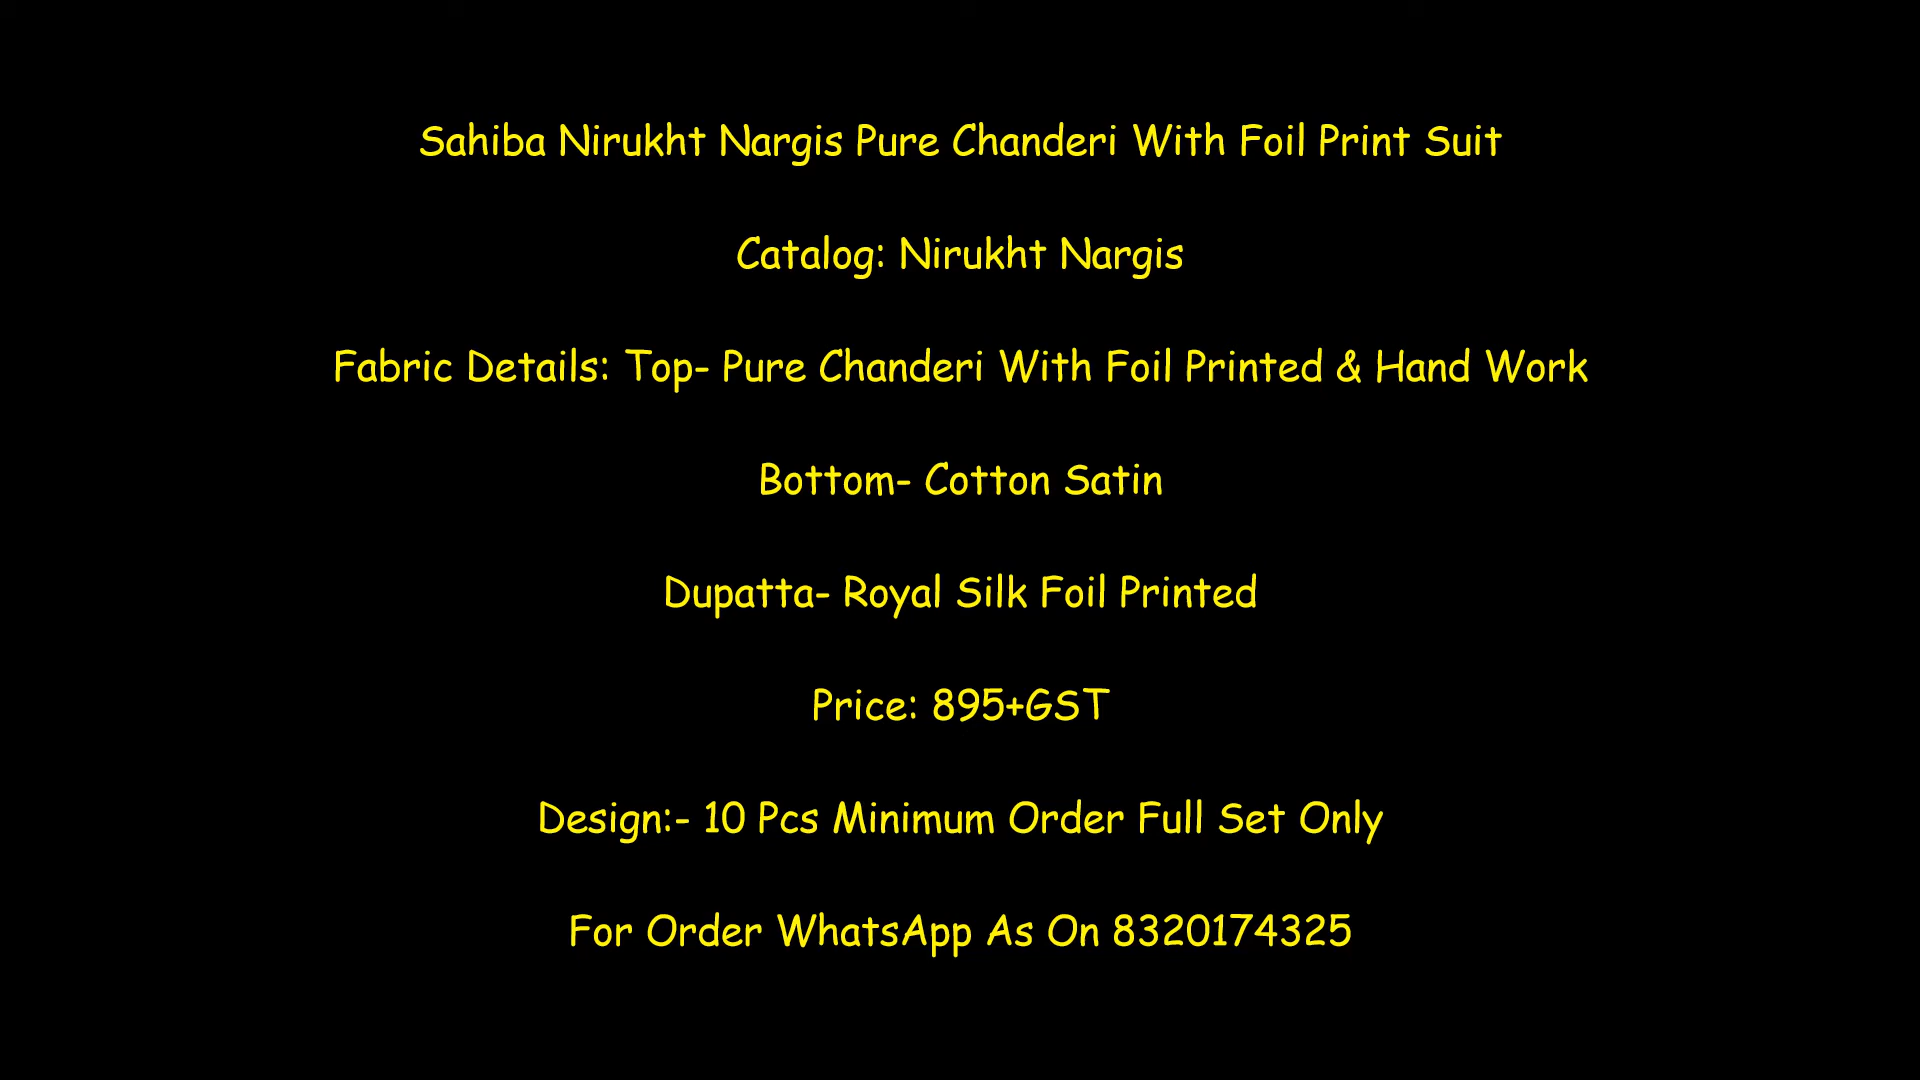 Sahiba Nirukht Nargis Pure Chanderi With Foil Print Suit
Catalog: Nirukht Nargis
Fabric Details: Top- Pure Chanderi With Foil Printed & Hand Work
Bottom- Cotton Satin
Dupatta- Royal Silk Foil Printed
Price: 895+GST
Design:- 10 Pcs Minimum Order Full Set Only
For Order WhatsApp As On 8320174325